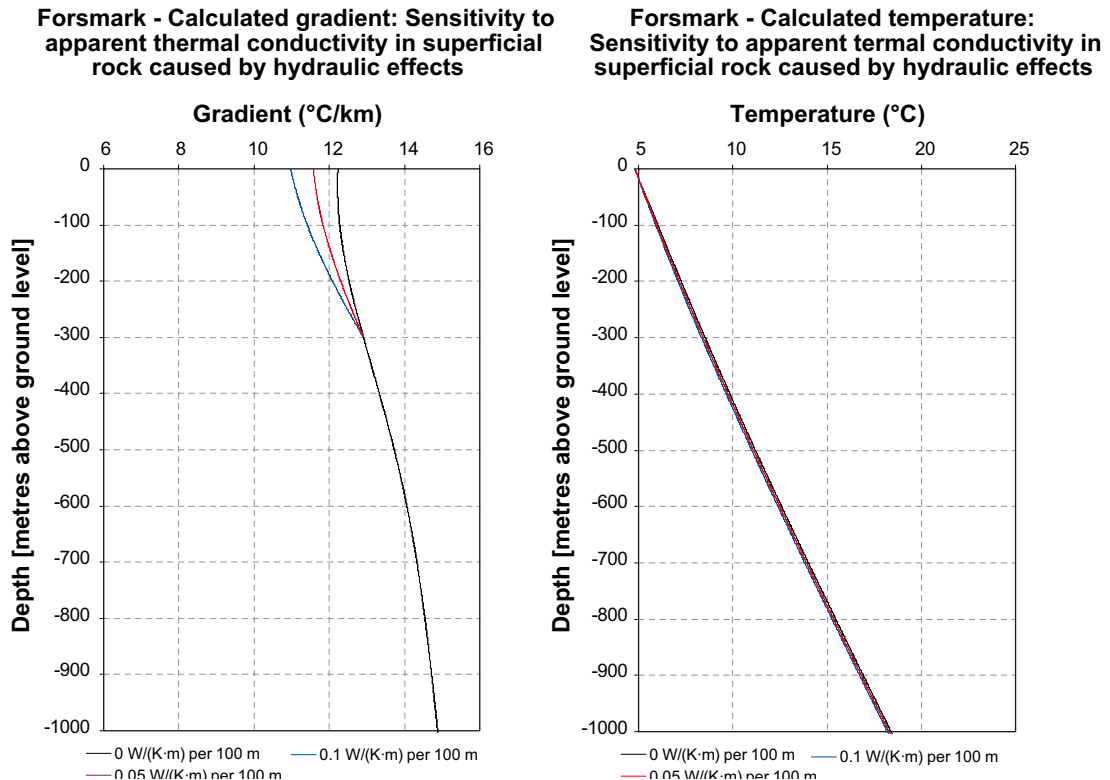 Forsmark - Calculated gradient: Sensitivity to
apparent thermal conductivity in superficial
rock caused by hydraulic effects
Gradient (°C/km)
6 8 10 12 14 16
0
-100
-200
-300
-400
-500
-600
-700
-800
-900
-1000
Depth [metres above ground level]
0 W/(K·m) per 100 m 0.1 W/(K·m) per 100 m
0.05 W/(K·m) per 100 m
Forsmark - Calculated temperature:
Sensitivity to apparent termal conductivity in
superficial rock caused by hydraulic effects
Temperature (°C)
5 10 15 20 25
0
-100
-200
-300
-400
-500
-600
-700
-800
-900
-1000
Depth [metres above ground level]
0 W/(K·m) per 100 m 0.1 W/(K·m) per 100 m
0.05 W/(K·m) per 100 m